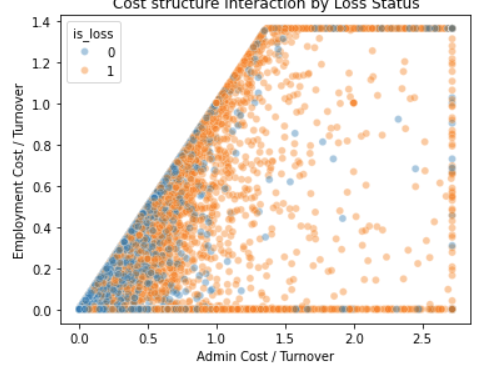 Cost structure interaction by Loss Status
is_loss
0
1
Employment Cost / Turnover
1.4
1.2
1.0
0.8
0.6
0.4
0.2
0.0
0.0 0.5 1.0 1.5 2.0 2.5
Admin Cost / Turnover